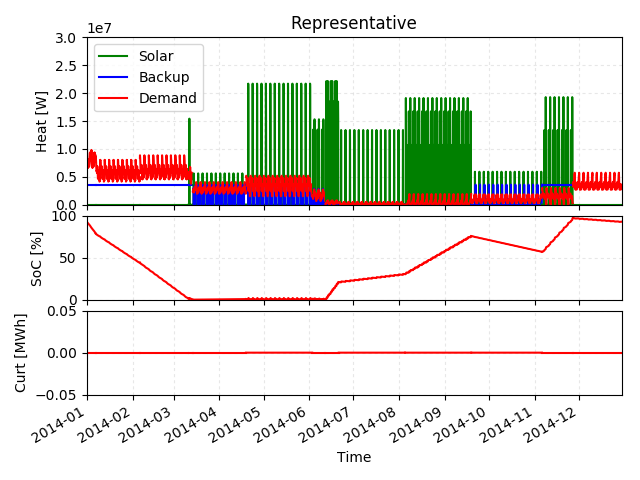 Representative
1e7
3.0
2.5
2.0
1.5
1.0
0.5
0.0
Heat [W]
Solar
Backup
Demand
100
50
0
SoC [%]
0.05
0.00
−0.05
Curt [MWh]
2014-01
2014-02
2014-03
2014-04
2014-05
2014-06
2014-07
2014-08
2014-09
2014-10
2014-11
2014-12
Time